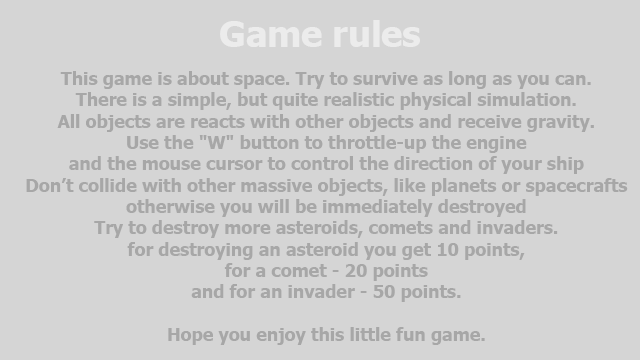 Game rules
This game is about space. Try to survive as long as you can.
There is a simple, but quite realistic physical simulation.
All objects are reacts with other objects and receive gravity.
Use the "W" button to throttle-up the engine
and the mouse cursor to control the direction of your ship
Don’t collide with other massive objects, like planets or spacecrafts
otherwise you will be immediately destroyed
Try to destroy more asteroids, comets and invaders.
for destroying an asteroid you get 10 points,
for a comet - 20 points
and for an invader - 50 points.
Hope you enjoy this little fun game.